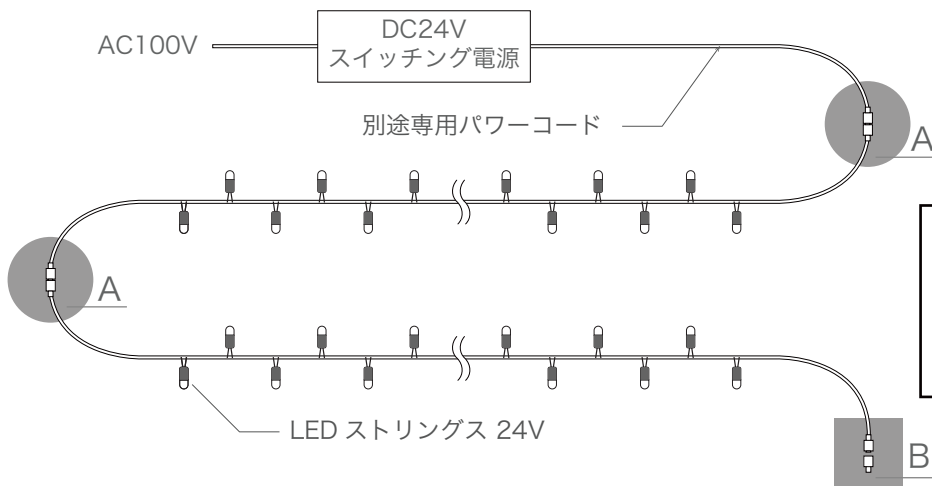 AC100V
DC24V
スイッチング電源
別途専用パワーコード
A
A
LED ストリングス 24V
B